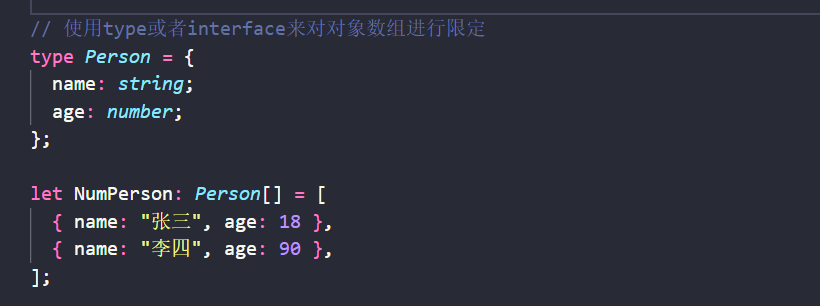 // 使用type或者interface来对对象数组进行限定
type Person = {
  name: string;
  age: number;
};

let NumPerson: Person[] = [
  { name: "张三", age: 18 },
  { name: "李四", age: 90 },
];